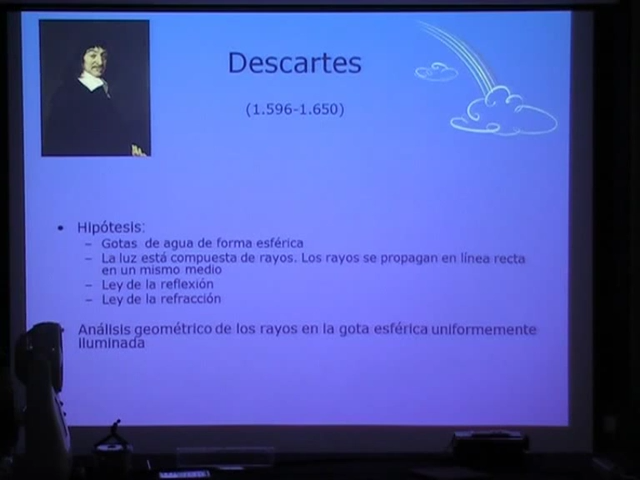 Descartes
(1.596-1.650)
• Hipótesis:
– Gotas de agua de forma esférica
– La luz está compuesta de rayos. Los rayos se propagan en línea recta
en un mismo medio
– Ley de la reflexión
– Ley de la refracción
Análisis geométrico de los rayos en la gota esférica uniformemente
iluminada